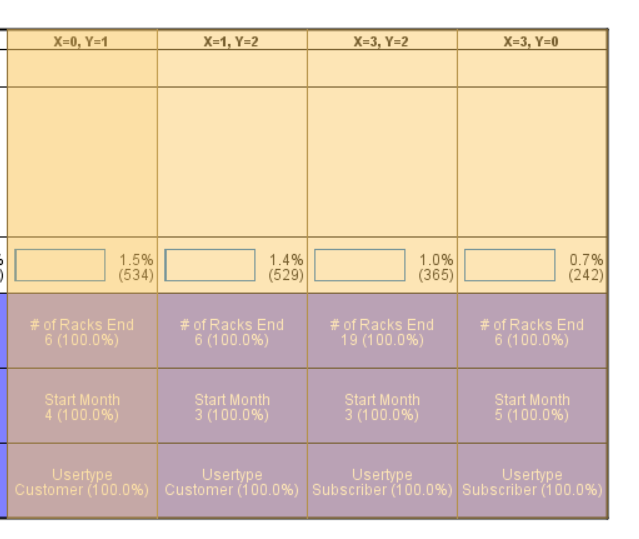 X=0, Y=1 X=1, Y=2 X=3, Y=2 X=3, Y=0
1.5% 1.4% 1.0% 0.7%
(534) (529) (365) (242)
# of Racks End # of Racks End # of Racks End # of Racks End
6 (100.0%) 6 (100.0%) 19 (100.0%) 6 (100.0%)
Start Month Start Month Start Month Start Month
4 (100.0%) 3 (100.0%) 3 (100.0%) 5 (100.0%)
Usertype Usertype Usertype Usertype
Customer (100.0%) Customer (100.0%) Subscriber (100.0%) Subscriber (100.0%)